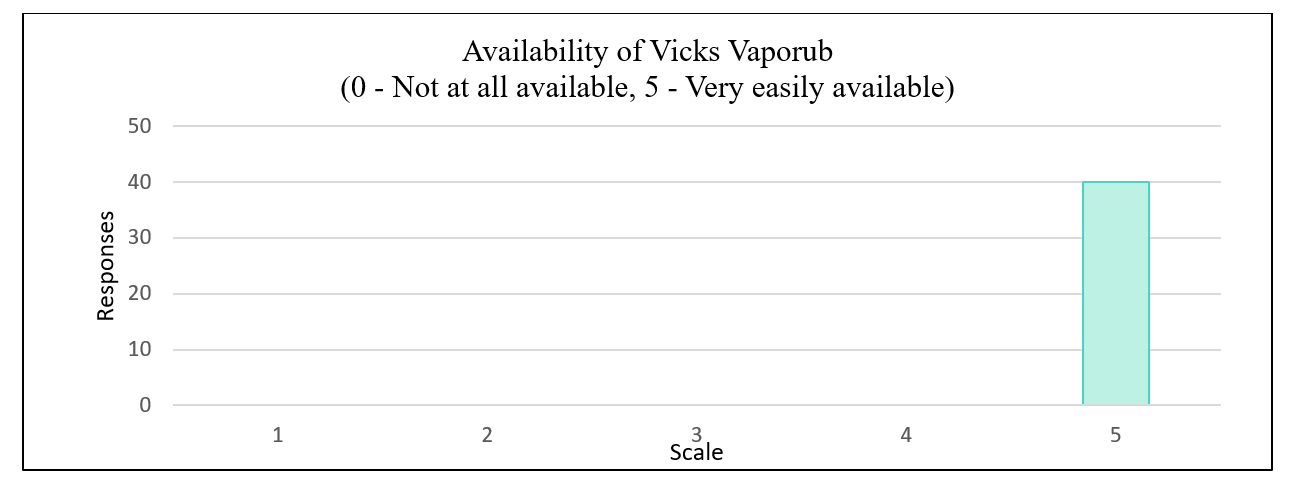 Availability of Vicks Vaporub
(0 - Not at all available, 5 - Very easily available)
50
40
30
20
10
0
Responses
1 2 3 4 5
Scale